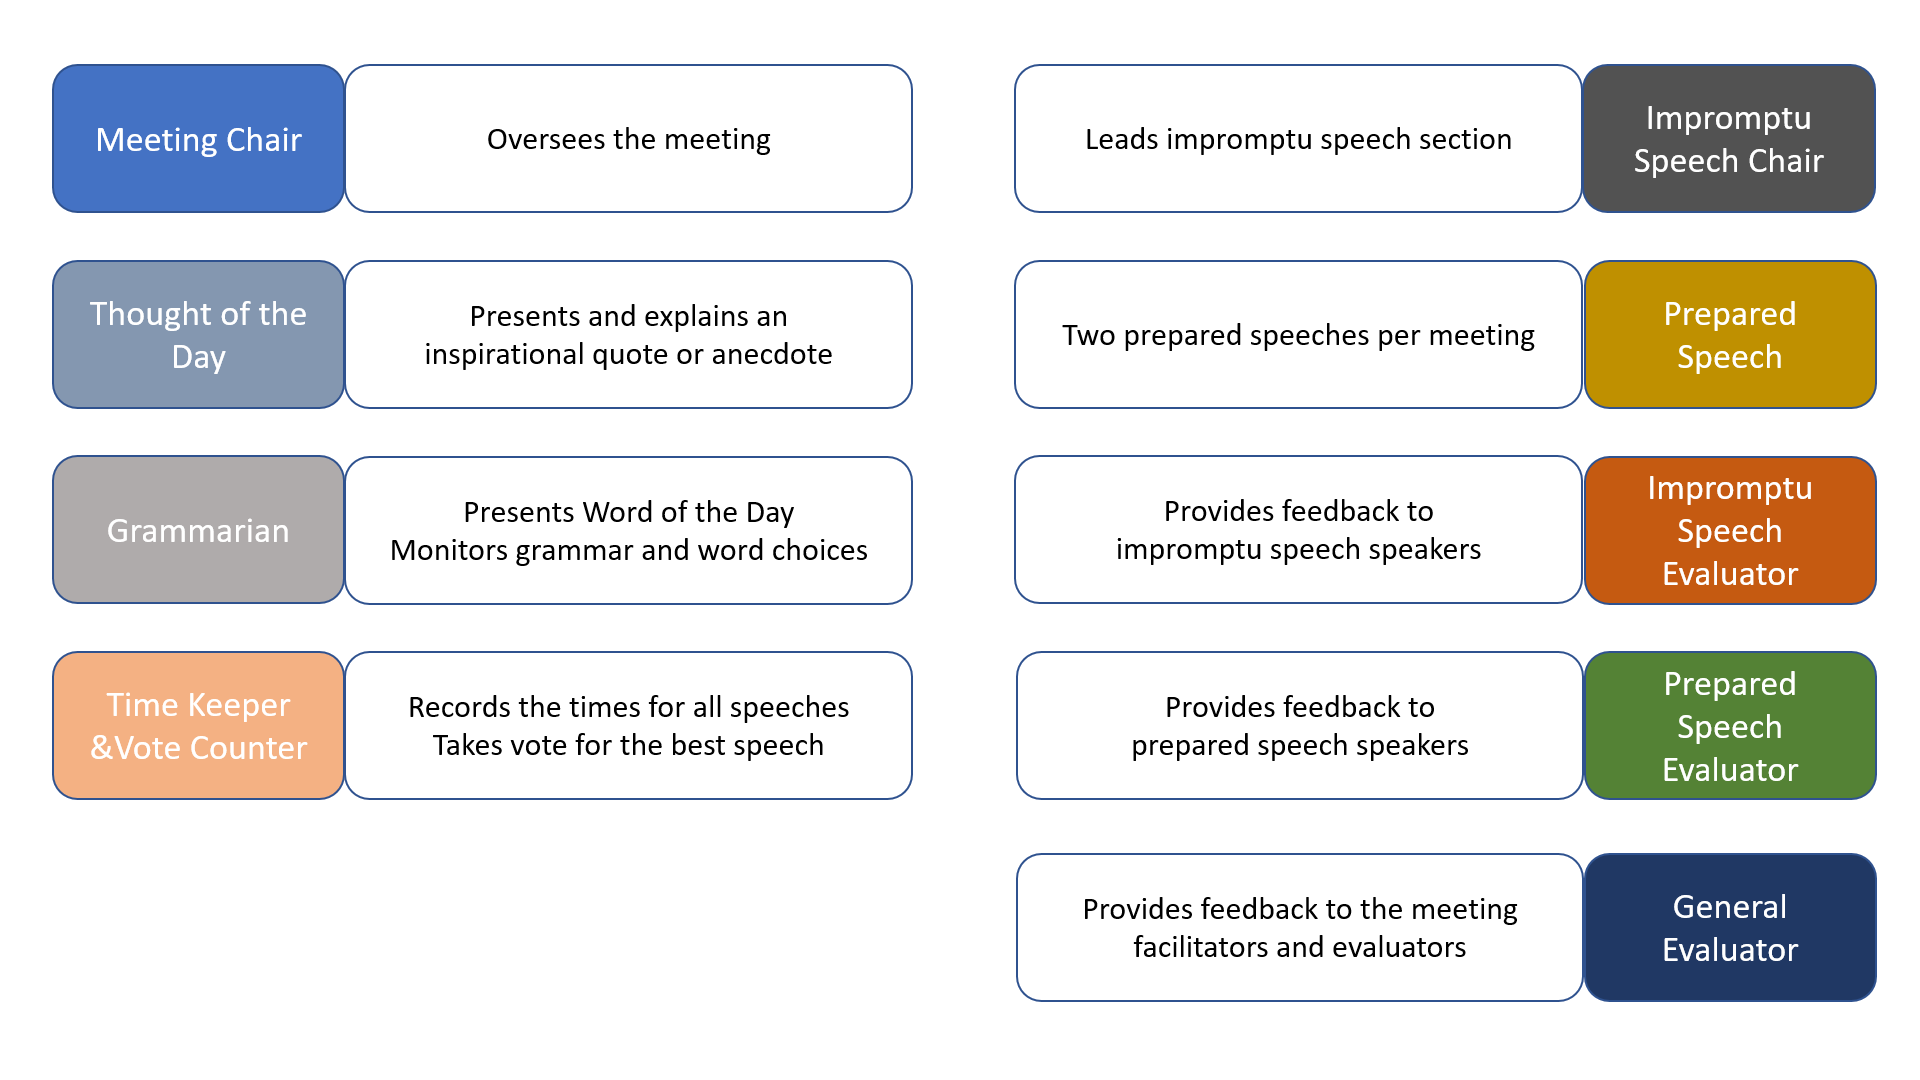 Meeting Chair
Oversees the meeting
Thought of the
Day
Presents and explains an
inspirational quote or anecdote
Grammarian
Presents Word of the Day
Monitors grammar and word choices
Time Keeper
&Vote Counter
Records the times for all speeches
Takes vote for the best speech
Leads impromptu speech section
Impromptu
Speech Chair
Two prepared speeches per meeting
Prepared
Speech
Provides feedback to
impromptu speech speakers
Impromptu
Speech
Evaluator
Provides feedback to
prepared speech speakers
Prepared
Speech
Evaluator
Provides feedback to the meeting
facilitators and evaluators
General
Evaluator